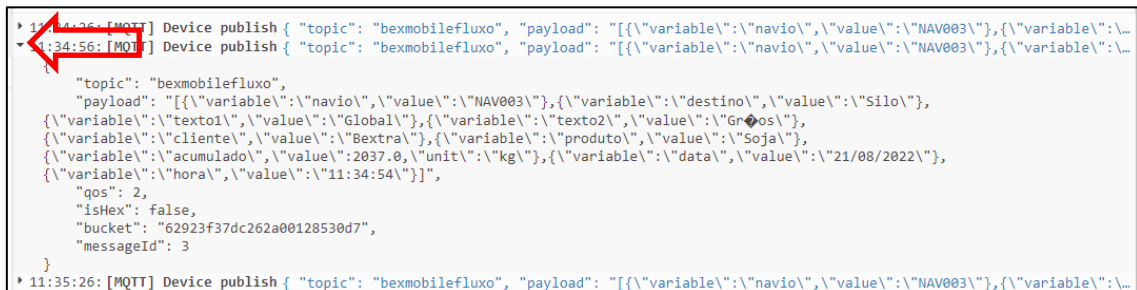 11:34:26: [MQTT] Device publish { "topic": "bexmobilefluxo", "payload": "[{\"variable\":\"navio\",\"value\":\"NAV003\"},{\"variable\":\…
11:34:56: [MQTT] Device publish { "topic": "bexmobilefluxo", "payload": "[{\"variable\":\"navio\",\"value\":\"NAV003\"},{\"variable\":\…
{
"topic": "bexmobilefluxo",
"payload": "[{\"variable\":\"navio\",\"value\":\"NAV003\"},{\"variable\":\"destino\",\"value\":\"Silo\"},
{\"variable\":\"texto1\",\"value\":\"Global\"},{\"variable\":\"texto2\",\"value\":\"Gr�os\"},
{\"variable\":\"cliente\",\"value\":\"Bextra\"},{\"variable\":\"produto\",\"value\":\"Soja\"},
{\"variable\":\"acumulado\",\"value\":2037.0,\"unit\":\"kg\"},{\"variable\":\"data\",\"value\":\"21/08/2022\"},
{\"variable\":\"hora\",\"value\":\"11:34:54\"}]",
"qos": 2,
"isHex": false,
"bucket": "62923f37dc262a00128530d7",
"messageId": 3
}
11:35:26: [MQTT] Device publish { "topic": "bexmobilefluxo", "payload": "[{\"variable\":\"navio\",\"value\":\"NAV003\"},{\"variable\":\…